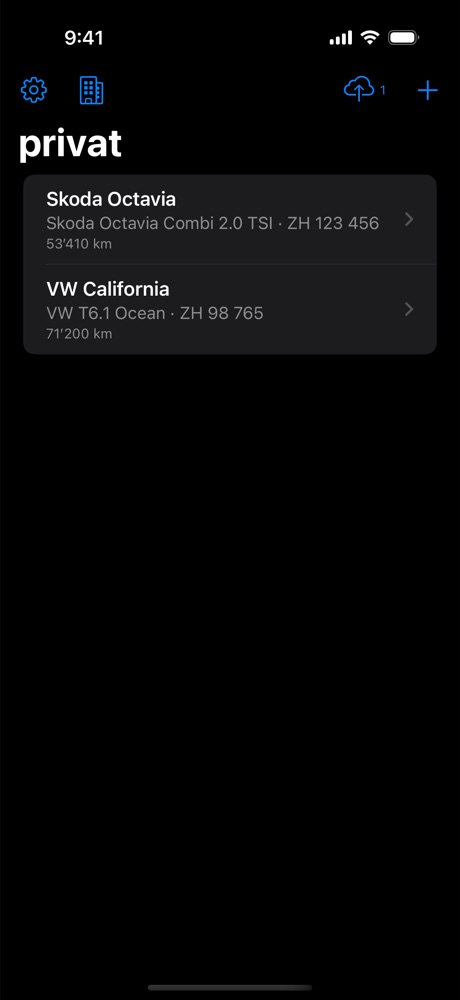 9:41
1
privat
Skoda Octavia
Skoda Octavia Combi 2.0 TSI · ZH 123 456
53’410 km
VW California
VW T6.1 Ocean · ZH 98 765
71’200 km